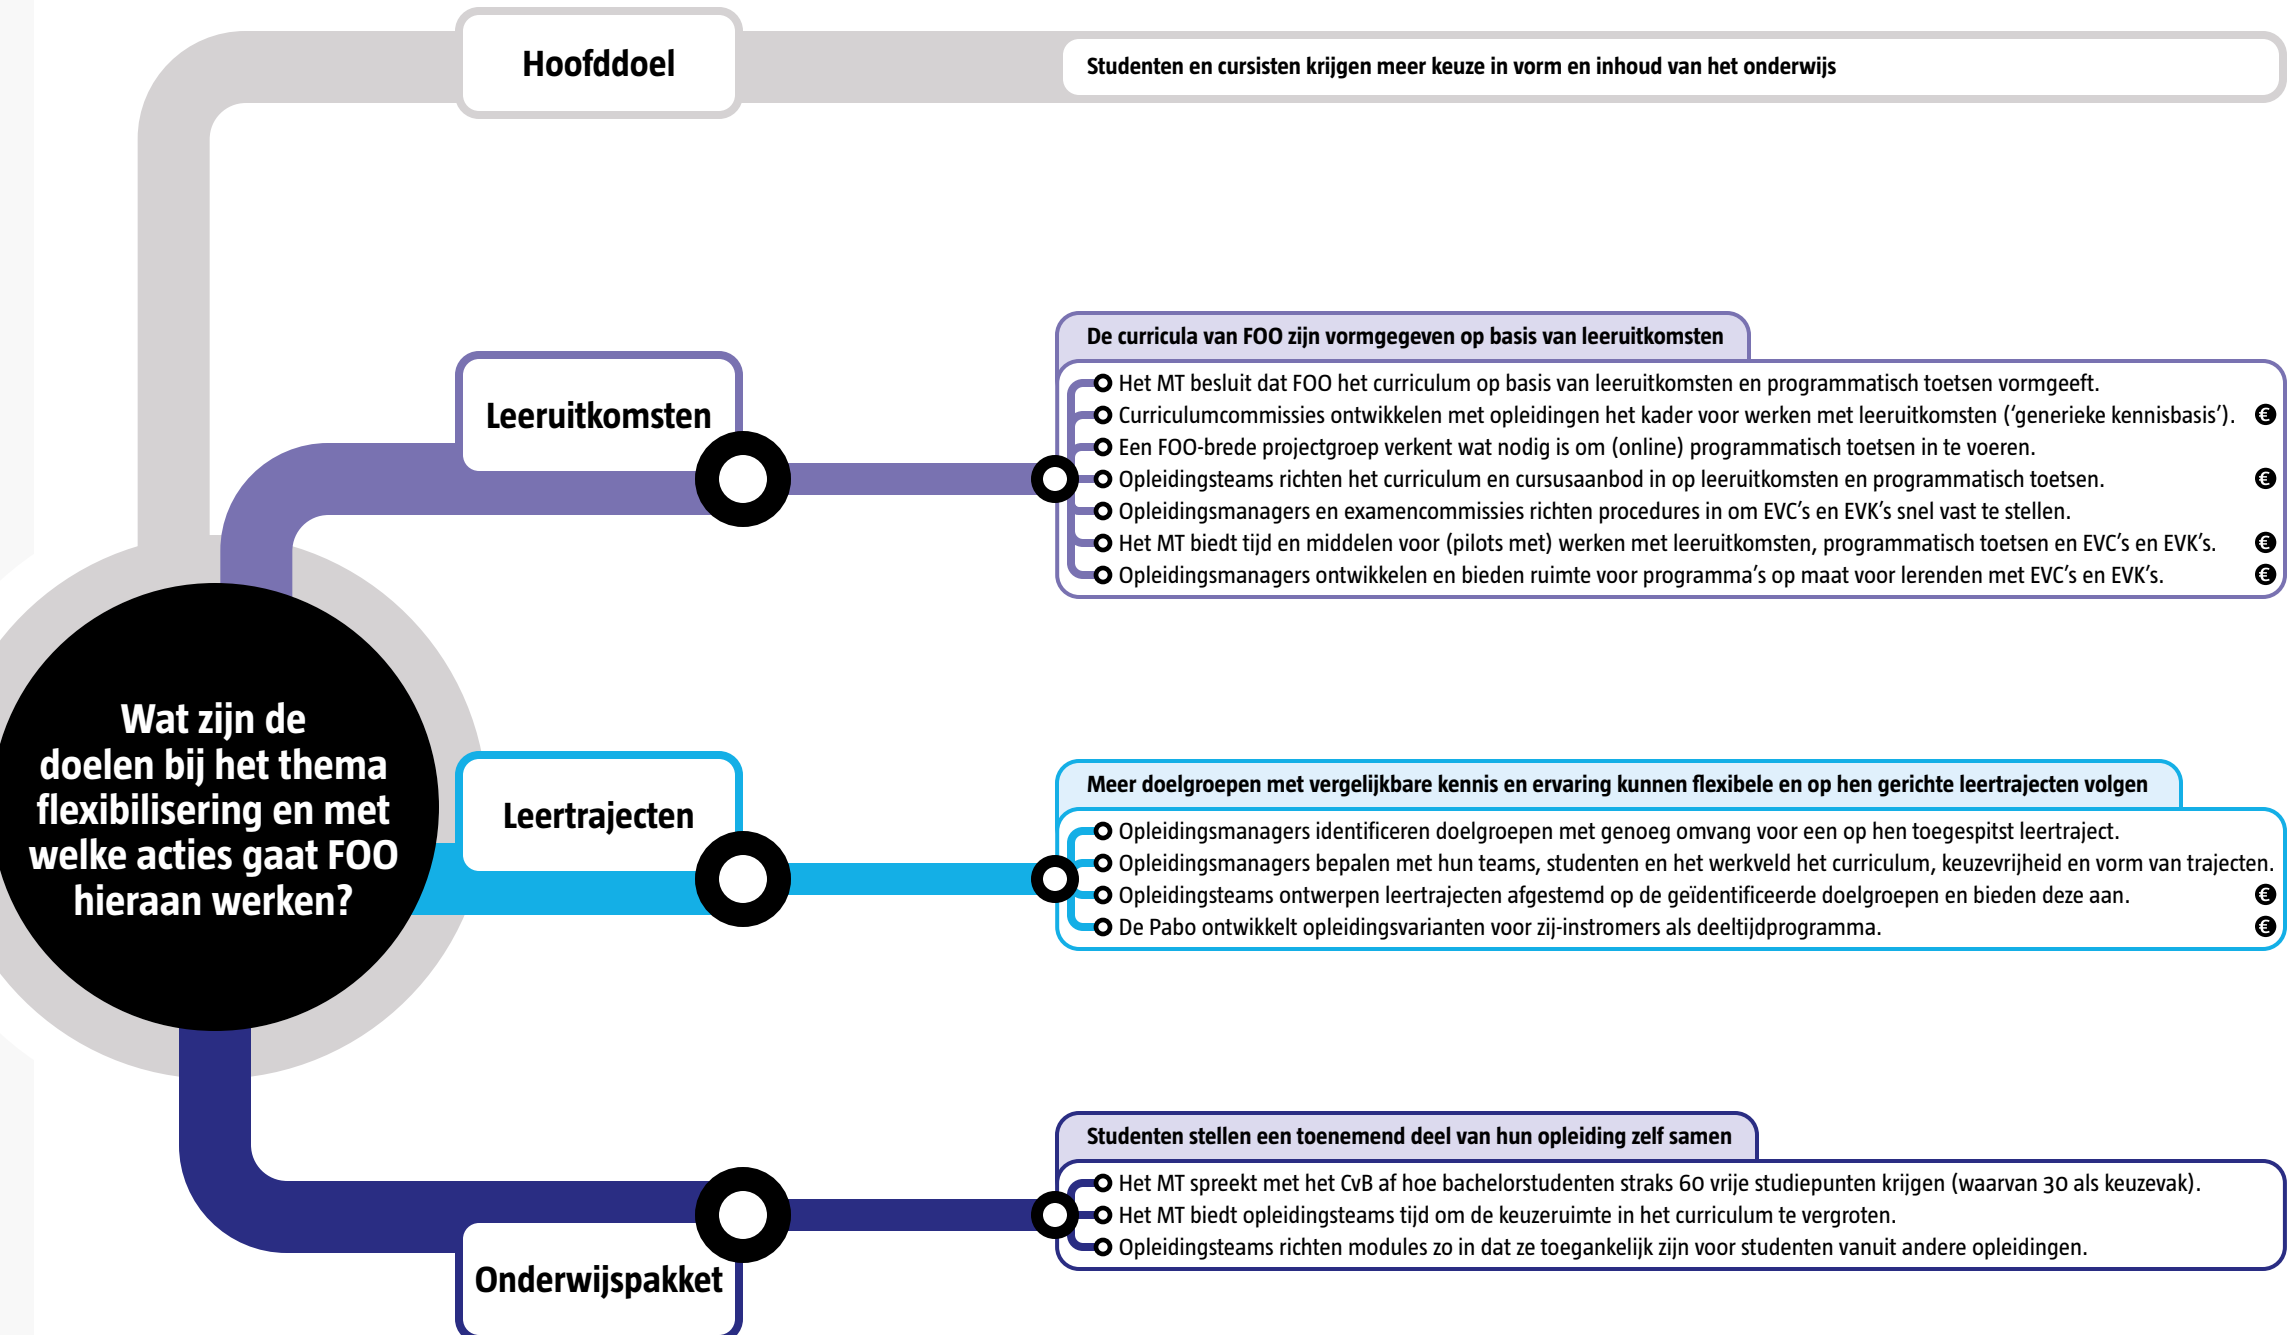 Hoofddoel
Studenten en cursisten krijgen meer keuze in vorm en inhoud van het onderwijs
Wat zijn de
doelen bij het thema
flexibilisering en met
welke acties gaat FOO
hieraan werken?
Leeruitkomsten
De curricula van FOO zijn vormgegeven op basis van leeruitkomsten
Het MT besluit dat FOO het curriculum op basis van leeruitkomsten en programmatisch toetsen vormgeeft.
Curriculumcommissies ontwikkelen met opleidingen het kader voor werken met leeruitkomsten (‘generieke kennisbasis’). €
Een FOO-brede projectgroep verkent wat nodig is om (online) programmatisch toetsen in te voeren.
Opleidingsteams richten het curriculum en cursusaanbod in op leeruitkomsten en programmatisch toetsen. €
Opleidingsmanagers en examencommissies richten procedures in om EVC’s en EVK’s snel vast te stellen.
Het MT biedt tijd en middelen voor (pilots met) werken met leeruitkomsten, programmatisch toetsen en EVC’s en EVK’s. €
Opleidingsmanagers ontwikkelen en bieden ruimte voor programma’s op maat voor lerenden met EVC’s en EVK’s. €
Leertrajecten
Meer doelgroepen met vergelijkbare kennis en ervaring kunnen flexibele en op hen gerichte leertrajecten volgen
Opleidingsmanagers identificeren doelgroepen met genoeg omvang voor een op hen toegespitst leertraject.
Opleidingsmanagers bepalen met hun teams, studenten en het werkveld het curriculum, keuzevrijheid en vorm van trajecten.
Opleidingsteams ontwerpen leertrajecten afgestemd op de geïdentificeerde doelgroepen en bieden deze aan. €
De Pabo ontwikkelt opleidingsvarianten voor zij-instromers als deeltijdprogramma. €
Onderwijspakket
Studenten stellen een toenemend deel van hun opleiding zelf samen
Het MT spreekt met het CvB af hoe bachelorstudenten straks 60 vrije studiepunten krijgen (waarvan 30 als keuzevak).
Het MT biedt opleidingsteams tijd om de keuzeruimte in het curriculum te vergroten.
Opleidingsteams richten modules zo in dat ze toegankelijk zijn voor studenten vanuit andere opleidingen.